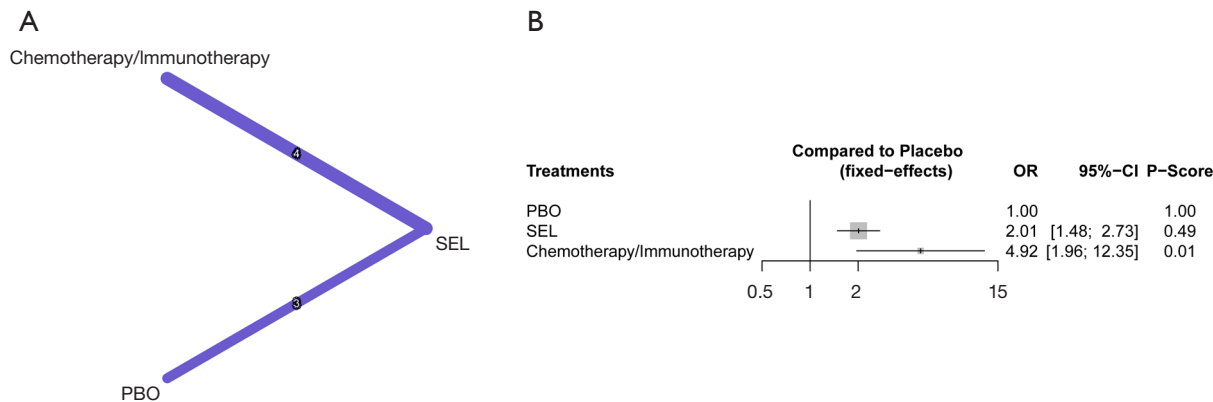 A
Chemotherapy/Immunotherapy
4
SEL
3
PBO
B
Compared to Placebo
Treatments (fixed−effects) OR 95%−CI P−Score
PBO 1.00 1.00
SEL 2.01 [1.48; 2.73] 0.49
Chemotherapy/Immunotherapy 4.92 [1.96; 12.35] 0.01
0.5 1 2 15